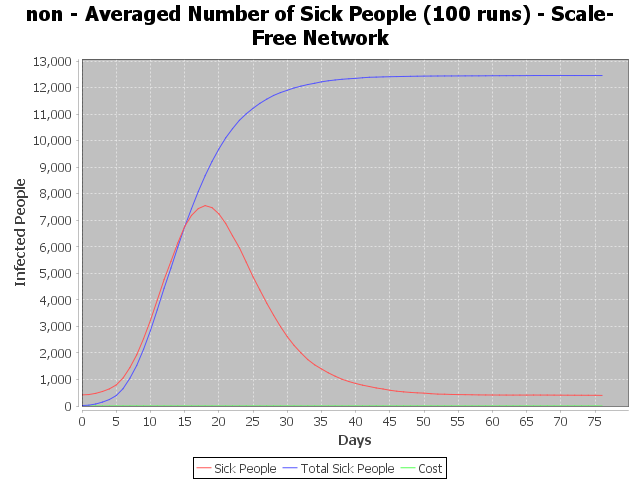 non - Averaged Number of Sick People (100 runs) - Scale-
Free Network
13,000
12,000
11,000
10,000
9,000
8,000
7,000
6,000
5,000
4,000
3,000
2,000
1,000
0
Infected People
0 5 10 15 20 25 30 35 40 45 50 55 60 65 70 75
Days
Sick People Total Sick People Cost